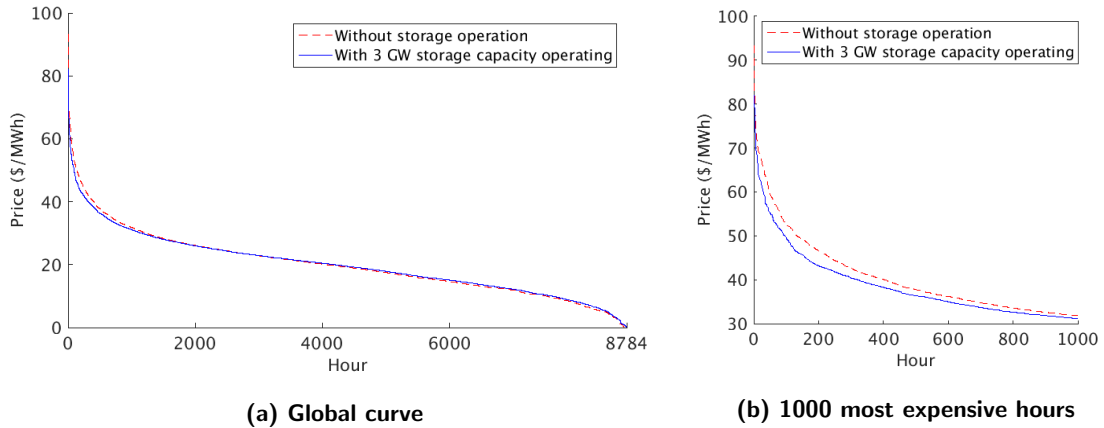 100
80
60
40
20
0
Price ($/MWh)
Without storage operation
With 3 GW storage capacity operating
0
2000
4000
6000
8784
Hour
(a) Global curve
100
90
80
70
60
50
40
30
Price ($/MWh)
Without storage operation
With 3 GW storage capacity operating
0
200
400
600
800
1000
Hour
(b) 1000 most expensive hours